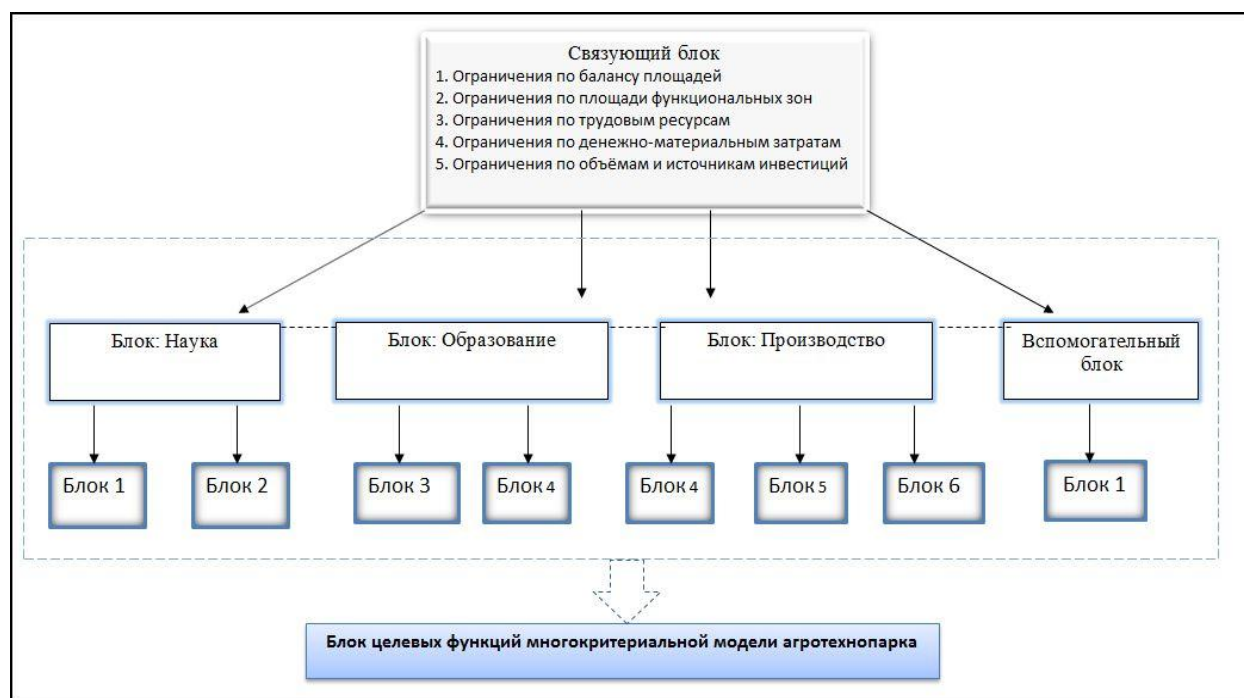 Связующий блок
1. Ограничения по балансу площадей
2. Ограничения по площади функциональных зон
3. Ограничения по трудовым ресурсам
4. Ограничения по денежно-материальным затратам
5. Ограничения по объёмам и источникам инвестиций
Блок: Наука
Блок: Образование
Блок: Производство
Вспомогательный
блок
Блок 1
Блок 2
Блок 3
Блок 4
Блок 4
Блок 5
Блок 6
Блок 1
Блок целевых функций многокритериальной модели агротехнопарка